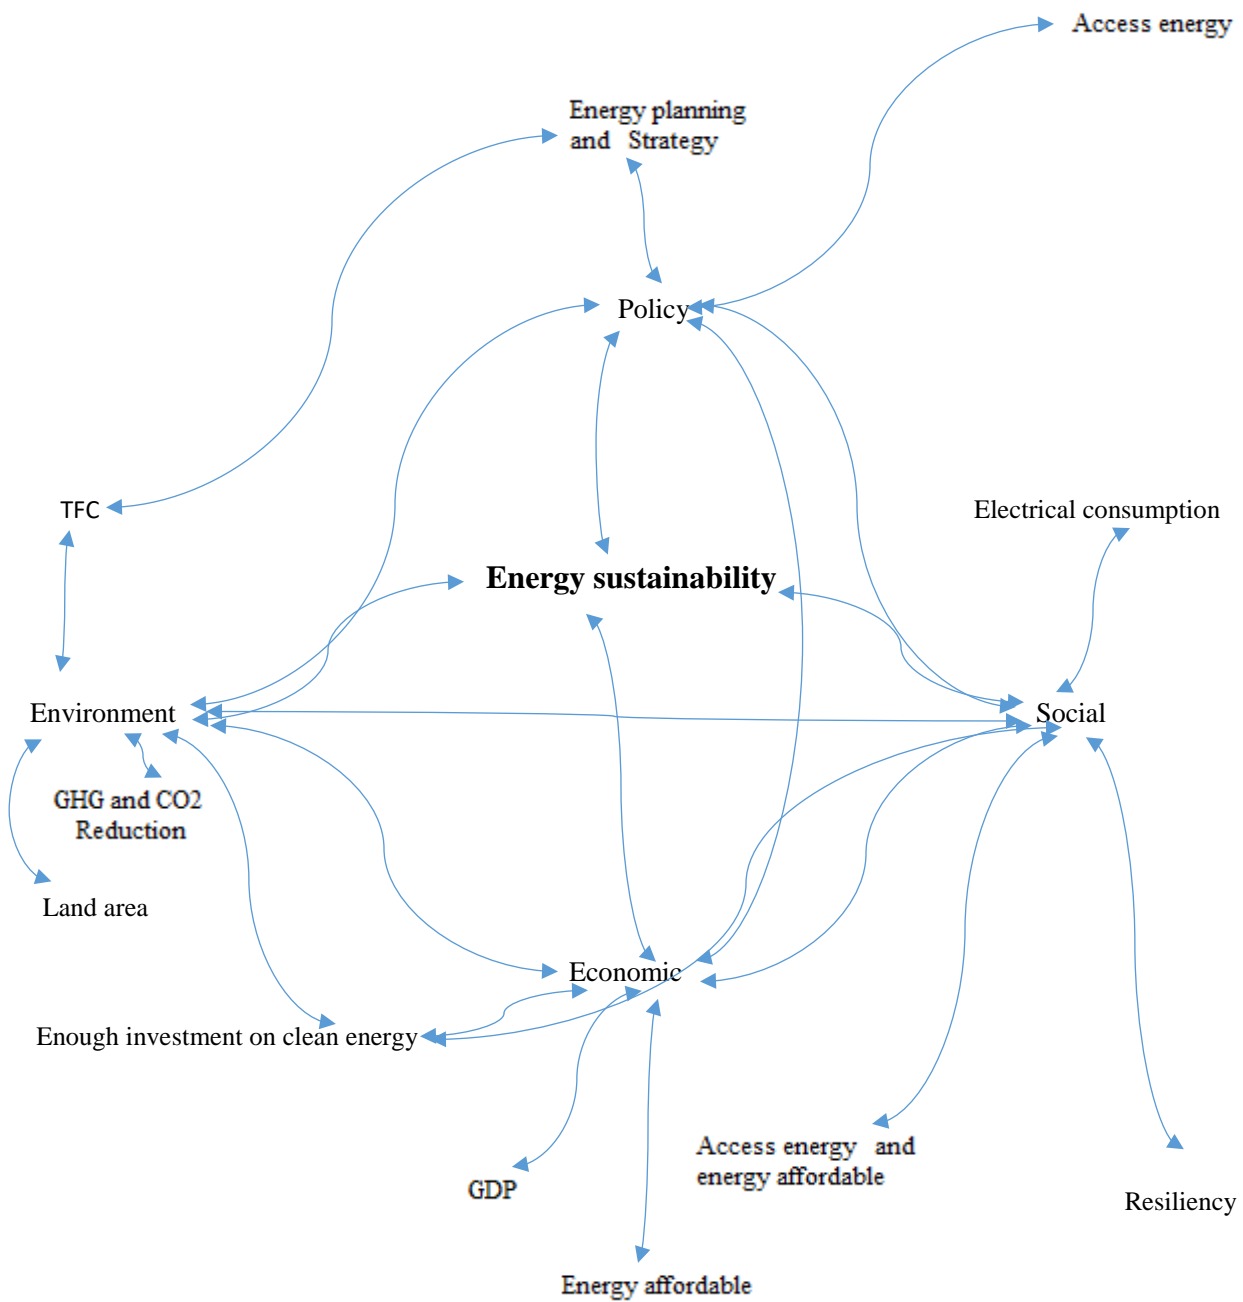 Access energy
Energy planning
and Strategy
Policy
TFC
Electrical consumption
Energy sustainability
Environment
Social
GHG and CO2
Reduction
Land area
Economic
Enough investment on clean energy
Access energy and
energy affordable
GDP
Resiliency
Energy affordable